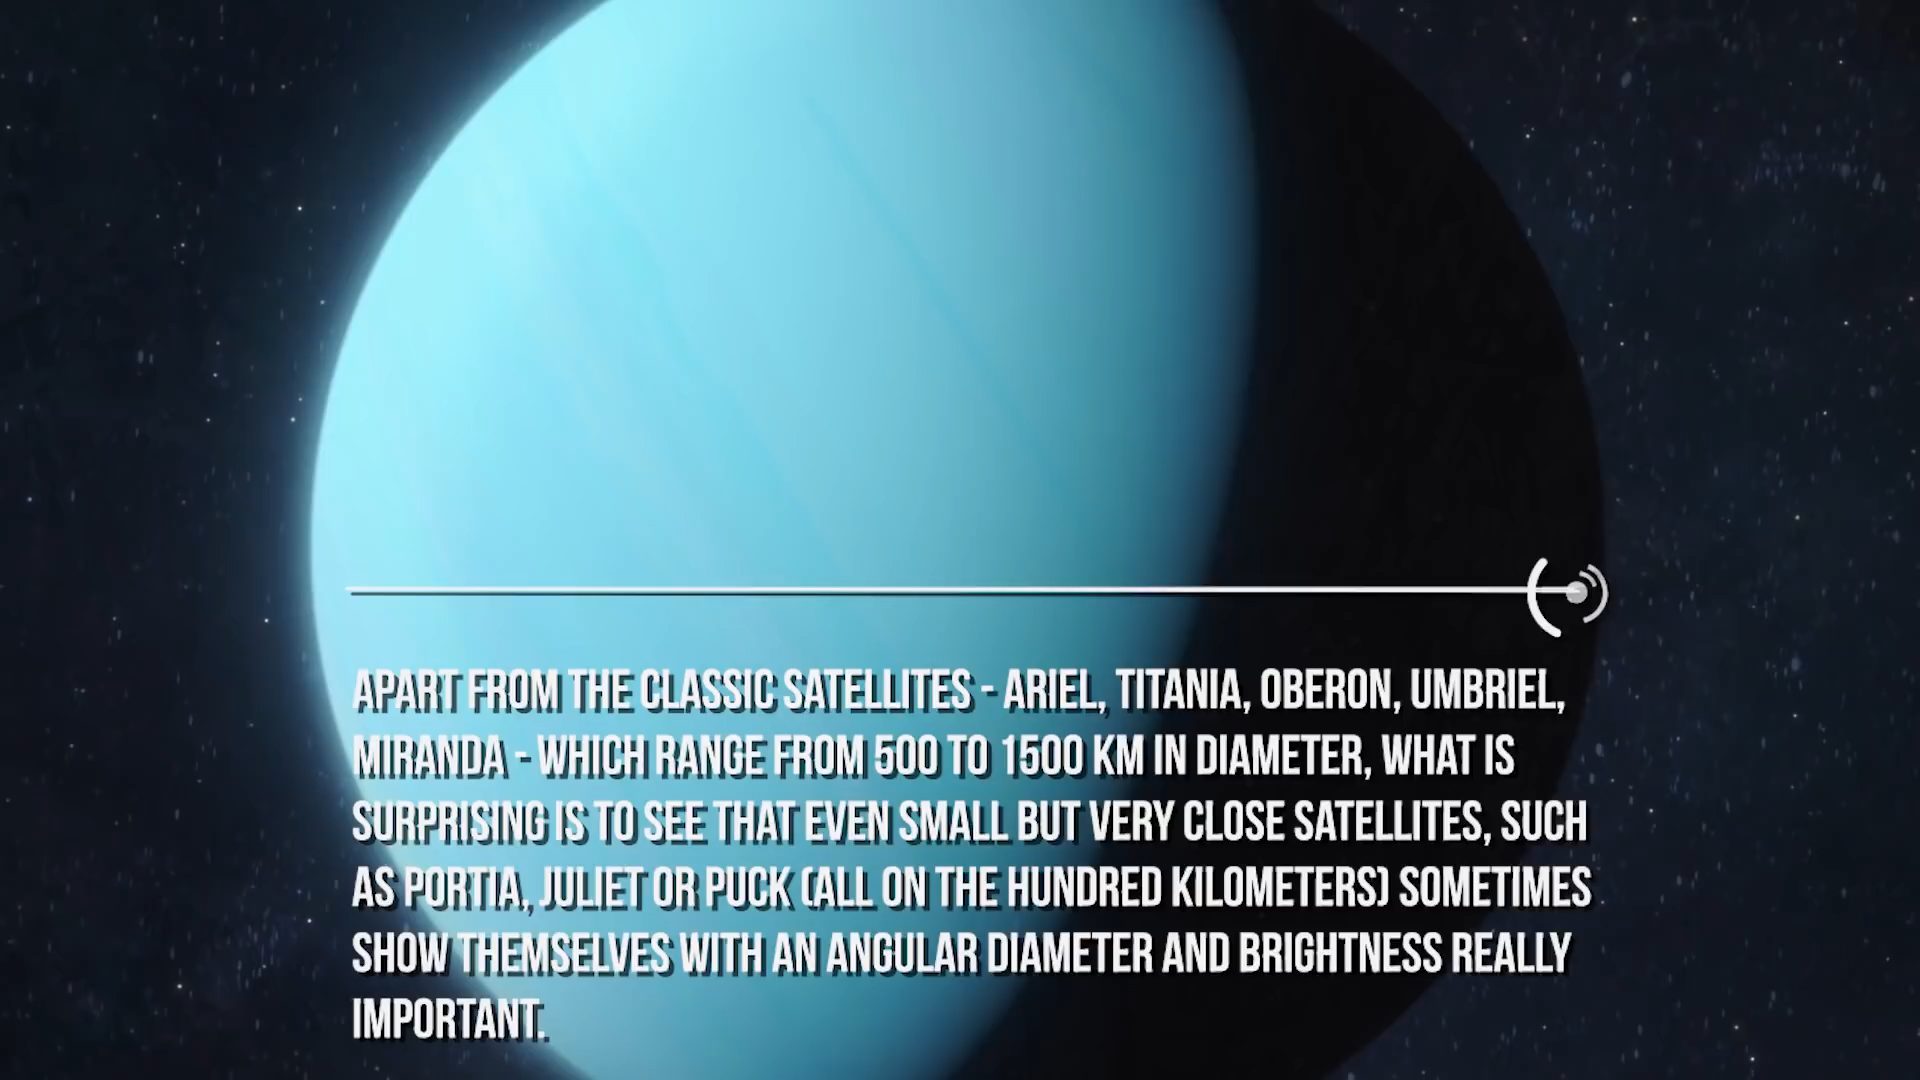 APART FROM THE CLASSIC SATELLITES - ARIEL, TITANIA, OBERON, UMBRIEL,
MIRANDA - WHICH RANGE FROM 500 TO 1500 KM IN DIAMETER, WHAT IS
SURPRISING IS TO SEE THAT EVEN SMALL BUT VERY CLOSE SATELLITES, SUCH
AS PORTIA, JULIET OR PUCK (ALL ON THE HUNDRED KILOMETERS) SOMETIMES
SHOW THEMSELVES WITH AN ANGULAR DIAMETER AND BRIGHTNESS REALLY
IMPORTANT.